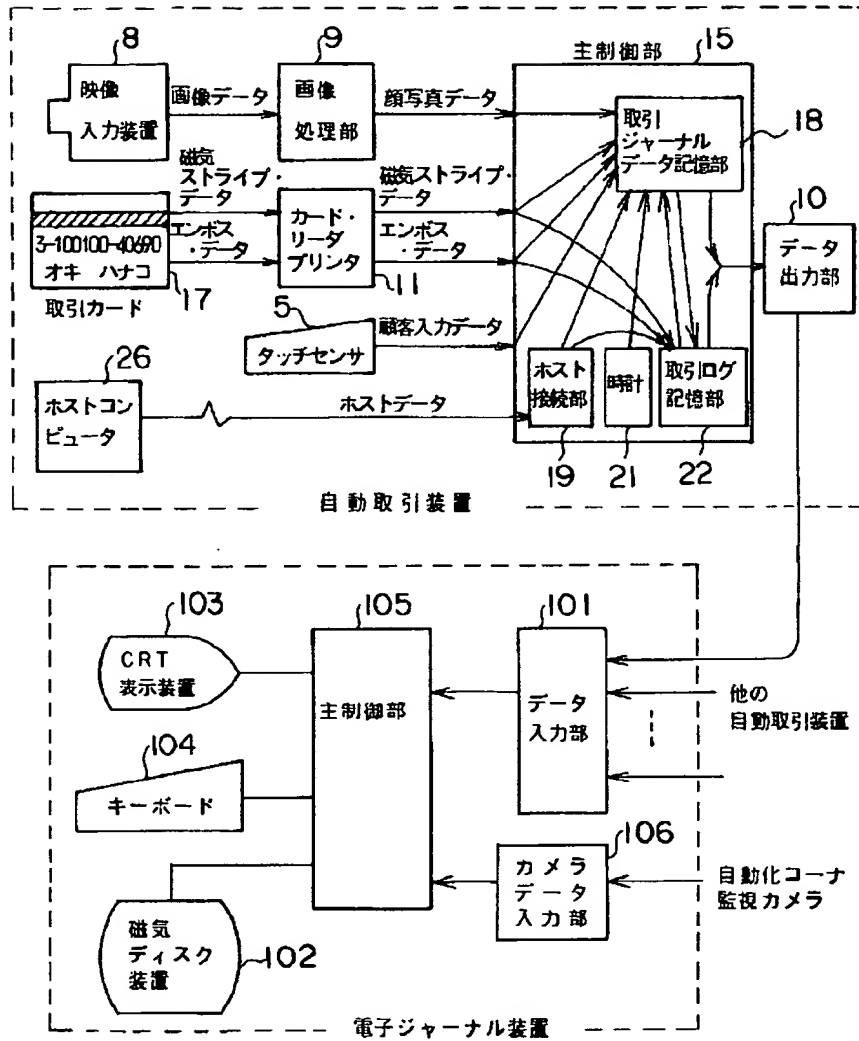 8
映像
入力装置
画像データ
9
画像
処理部
顔写真データ
主制御部
15
取引
ジャーナル
データ記憶部
18
磁気
ストライプ・
データ
エンボス
・データ
3-100100-40690
オキ ハナコ
17
取引カード
カード・
リーダ
プリンタ
11
磁気ストライプ・
データ
エンボス
・データ
10
データ
出力部
5
タッチセンサ
顧客入力データ
26
ホストコン
ピュータ
ホストデータ
ホスト
接続部
19
時計
21
取引ログ
記憶部
22
自動取引装置
103
CRT
表示装置
105
主制御部
101
データ
入力部
他の
自動取引装置
104
キーボード
106
カメラ
データ
入力部
自動化コーナ
監視カメラ
磁気
ディスク
装置
102
電子ジャーナル装置